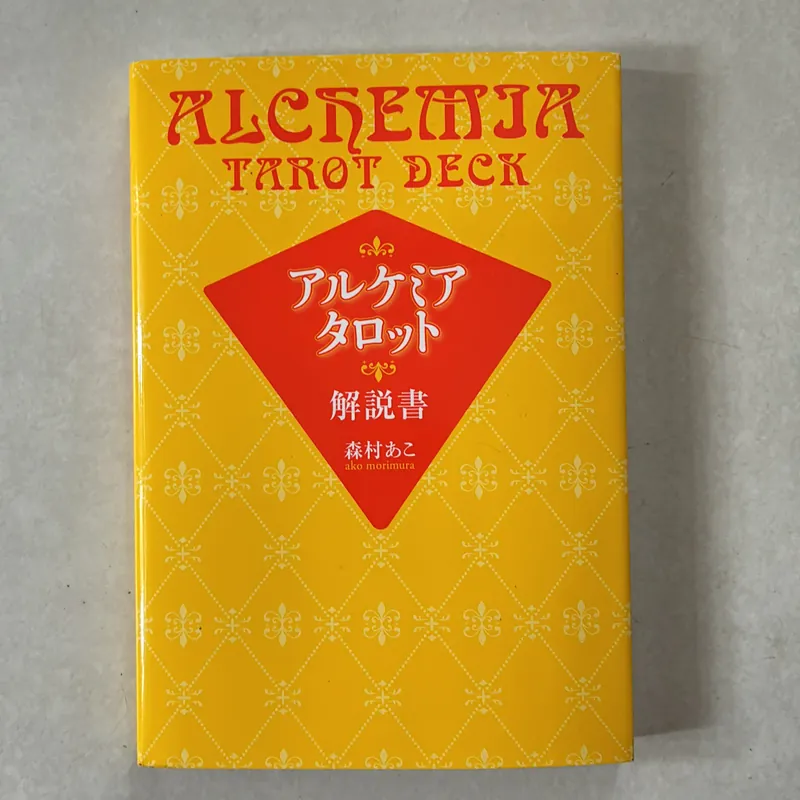 ALCHEMIA
TAROT DECK
アルケミア
タロット
解説書
森村あこ
ako morimura